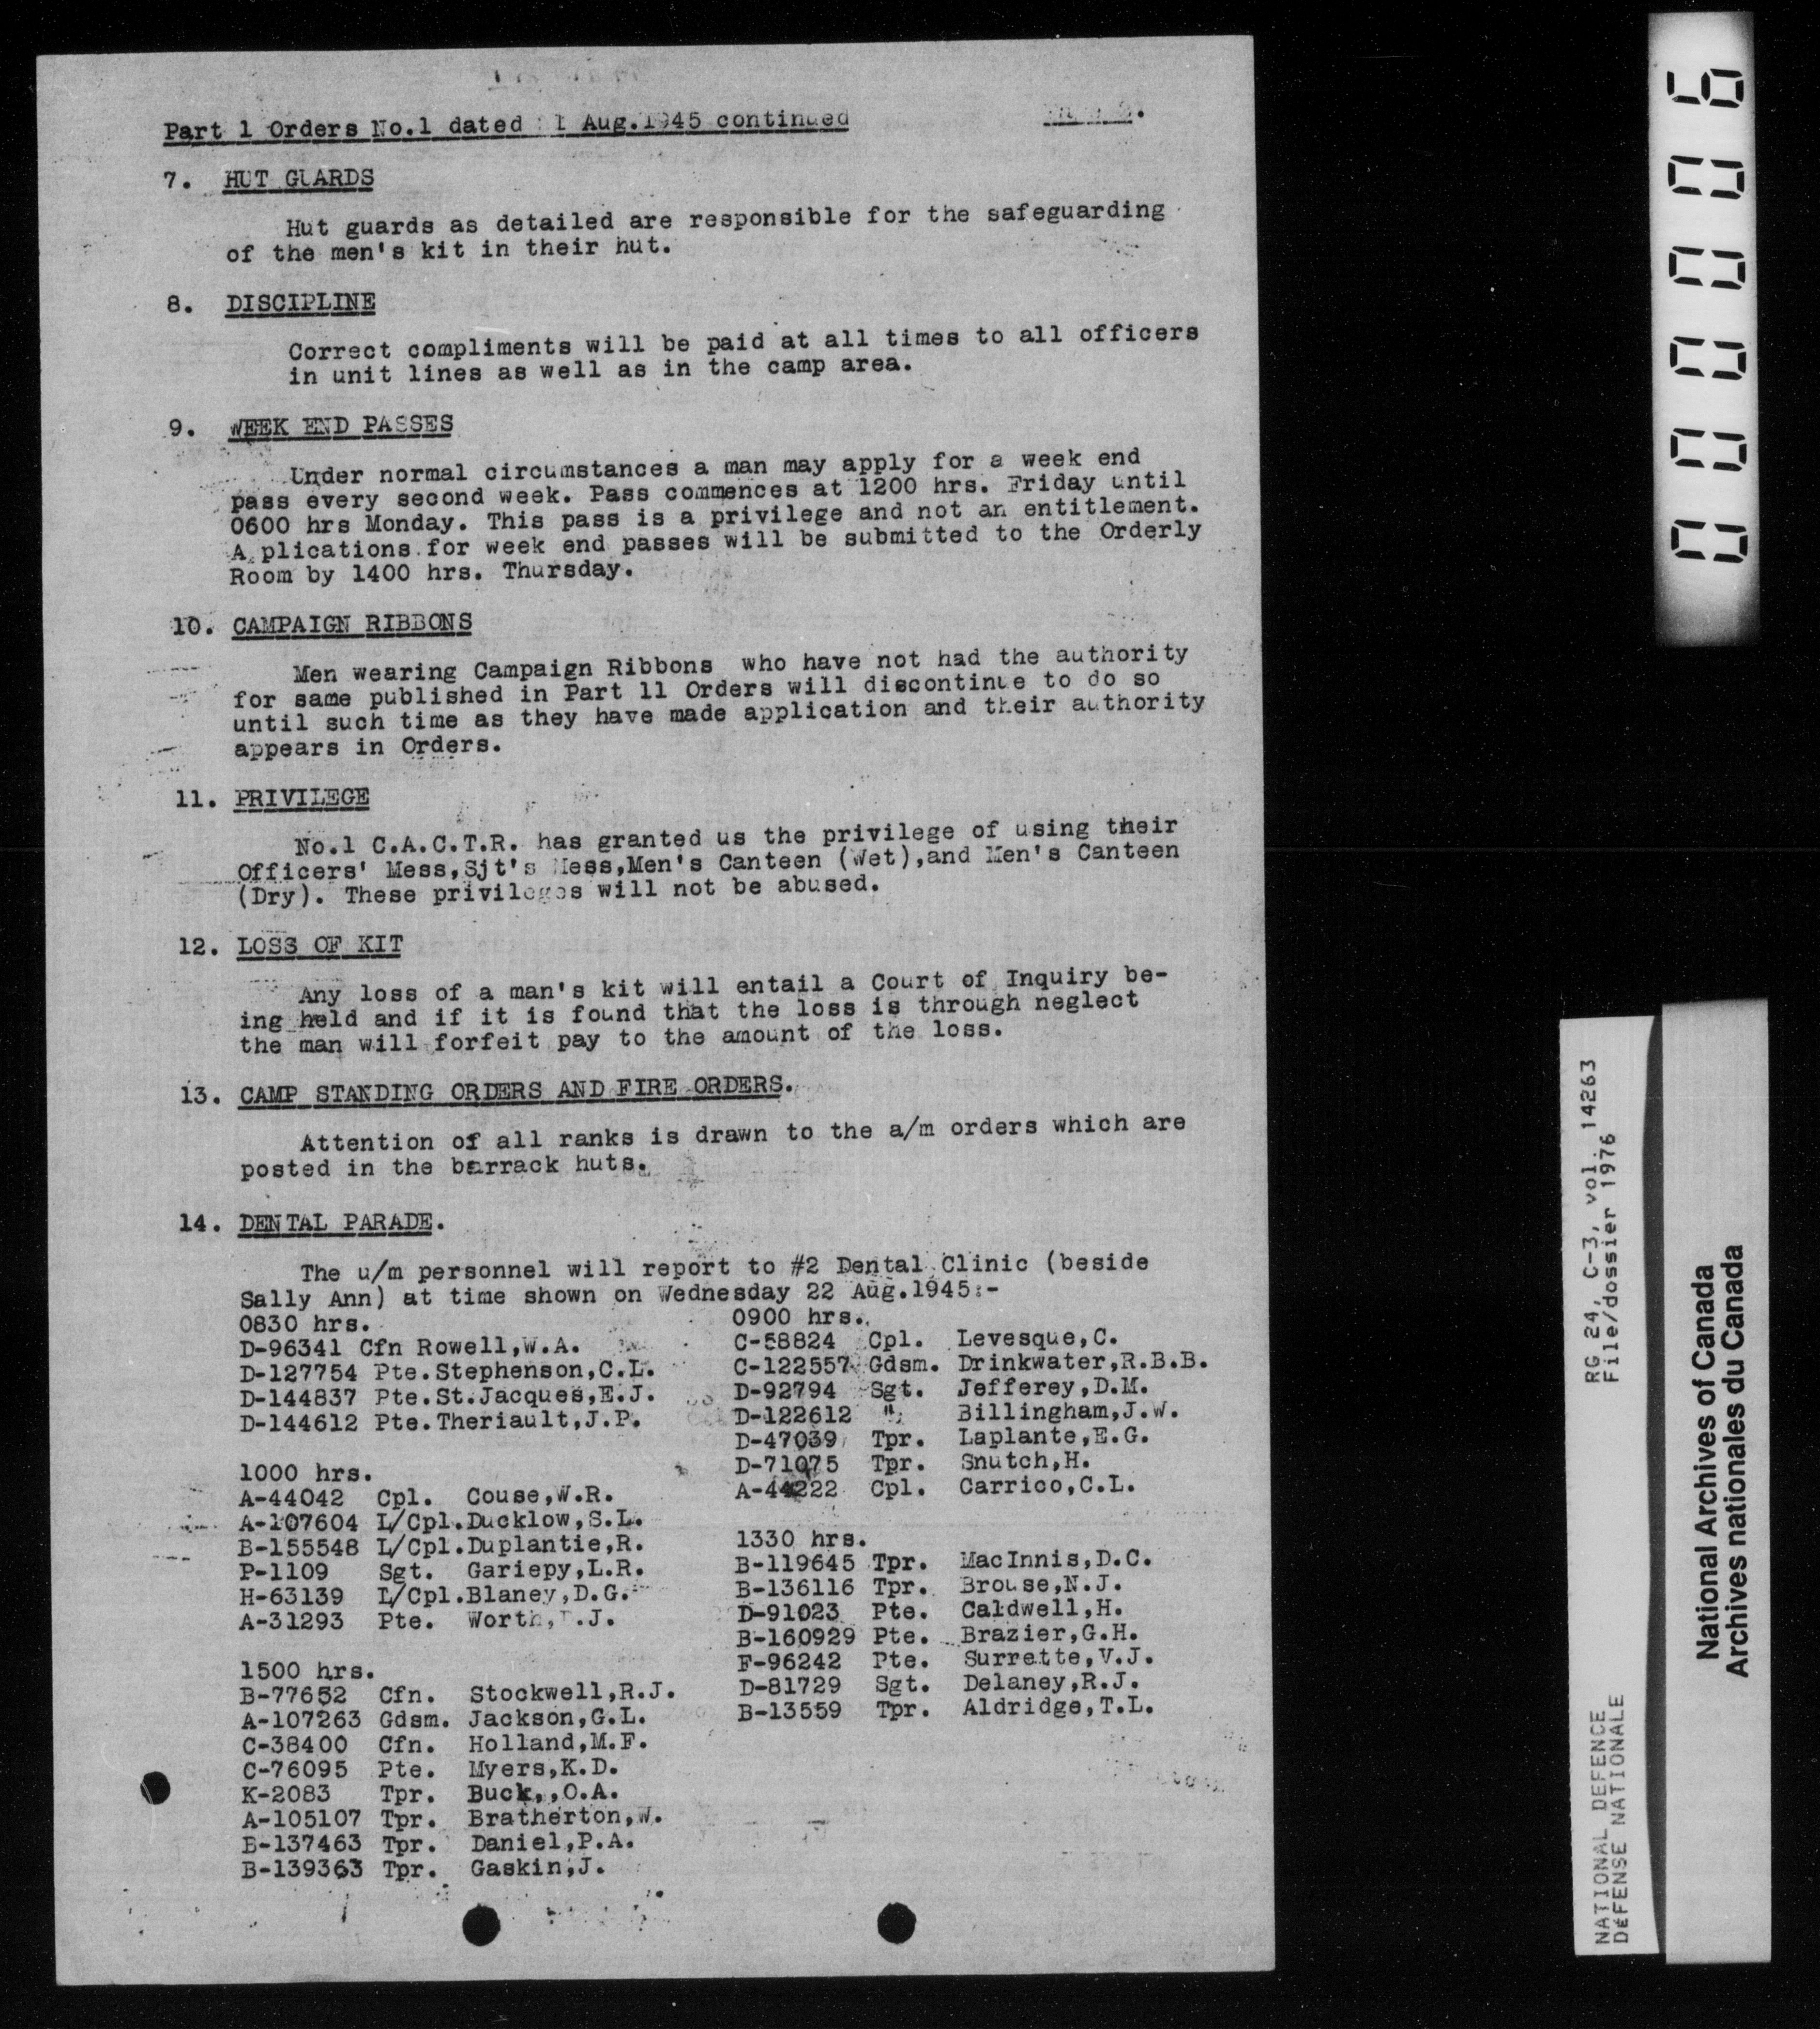 Part 1 Orders No.1 dated 1 Aug.1945 continued
7. HUT GUARDS
Hut guards as detailed are responsible for the safeguarding
of the men's kit in their hut.
8. DISCIPLINE
Correct compliments will be paid at all times to all officers
in unit lines as well as in the camp area.
9. WEEK END PASSES
Under normal circumstances a man may apply for a week end
pass every second week. Pass commences at 1200 hrs. Friday until
0600 hrs Monday. This pass is a privilege and not an entitlement.
A plications for week end passes will be submitted to the Orderly
Room by 1400 hrs. Thursday.
10. CAMPAIGN RIBBONS
Men wearing Campaign Ribbons who have not had the authority
for same published in Part 11 Orders will discontinue to do so
until such time as they have made application and their authority
appears in Orders.
11. PRIVILEGE
No.1 C.A.C.T.R. has granted us the privilege of using their
Officers' Mess,Sjt's Mess,Men's Canteen (Wet),and Men's Canteen
(Dry). These privileges will not be abused.
12. LOSS OF KIT
Any loss of a man's kit will entail a Court of Inquiry be-
ing held and if it is found that the loss is through neglect
the man will forfeit pay to the amount of the loss.
13. CAMP STANDING ORDERS AND FIRE ORDERS.
Attention of all ranks is drawn to the a/m orders which are
posted in the barrack huts.
14. DENTAL PARADE.
The u/m personnel will report to #2 Dental Clinic (beside
Sally Ann) at time shown on Wednesday 22 Aug.1945:-
0830 hrs.
D-96341 Cfn Rowell,W.A.
D-127754 Pte.Stephenson,C.L.
D-144837 Pte.St.Jacques,E.J.
D-144612 Pte.Theriault,J.P.
1000 hrs.
A-44042 Cpl. Couse,W.R.
A-107604 L/Cpl.Ducklow,S.L.
B-155548 L/Cpl.Duplantie,R.
P-1109 Sgt. Gariepy,L.R.
H-63139 L/Cpl.Blaney,D.G.
A-31293 Pte. Worth, .J.
1500 hrs.
B-77652 Cfn. Stockwell,R.J.
A-107263 Gdsm. Jackson,G.L.
C-38400 Cfn. Holland,M.F.
C-76095 Pte. Myers,K.D.
K-2083 Tpr. Buck,,O.A.
A-105107 Tpr. Bratherton,W.
B-137463 Tpr. Daniel,P.A.
B-139363 Tpr. Gaskin,J.
0900 hrs.
C-58824 Cpl. Levesque,C.
C-122557 Gdsm. Drinkwater,R.B.B.
D-92794 Sgt. Jefferey,D.M.
D-122612 " Billingham,J.W.
D-47039 Tpr. Laplante,E.G.
D-71075 Tpr. Snutch,H.
A-44222 Cpl. Carrico,C.L.
1330 hrs.
B-119645 Tpr. MacInnis,D.C.
B-136116 Tpr. Brouse,N.J.
D-91023 Pte. Caldwell,H.
B-160929 Pte. Brazier,G.H.
F-96242 Pte. Surrette,V.J.
D-81729 Sgt. Delaney,R.J.
B-13559 Tpr. Aldridge,T.L.
000006
NATIONAL DEFENCE RG 24, C-3, vol. 14263
DÉFENSE NATIONALE File/dossier 1976
National Archives of Canada
Archives nationales du Canada